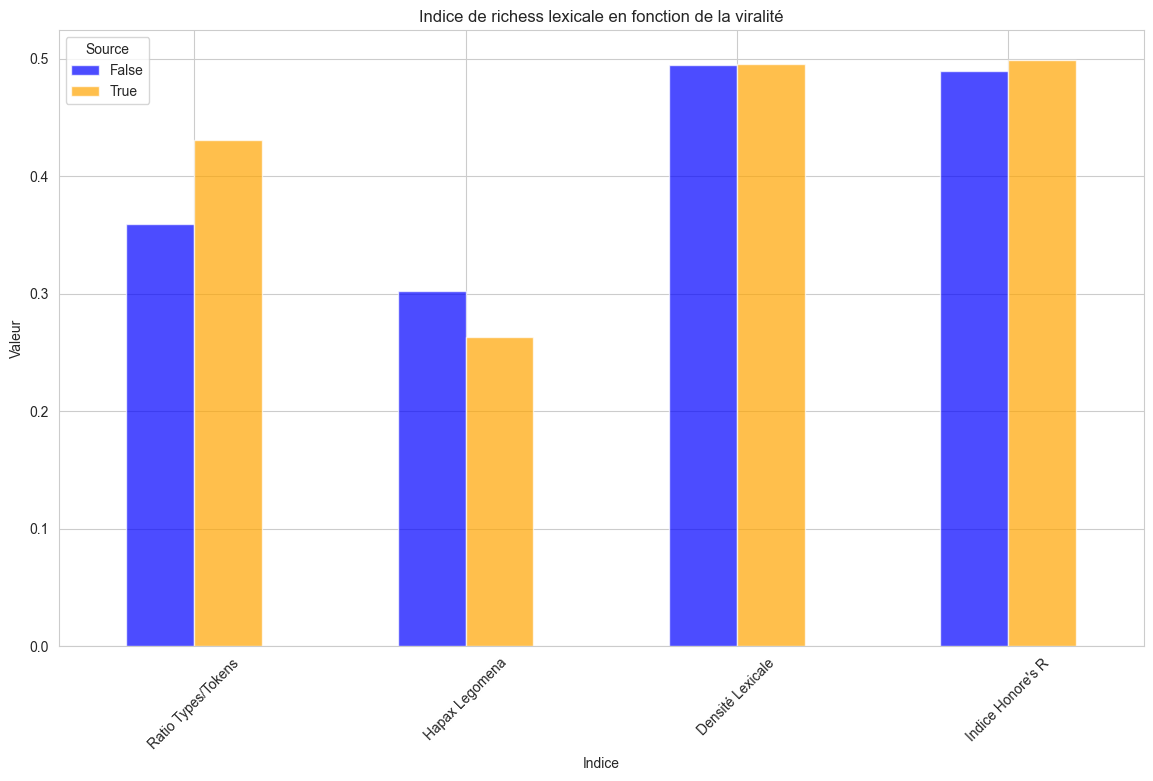 Indice de richess lexicale en fonction de la viralité
Source
False
True
Valeur
0.5
0.4
0.3
0.2
0.1
0.0
Ratio Types/Tokens
Hapax Legomena
Densité Lexicale
Indice Honore's R
Indice